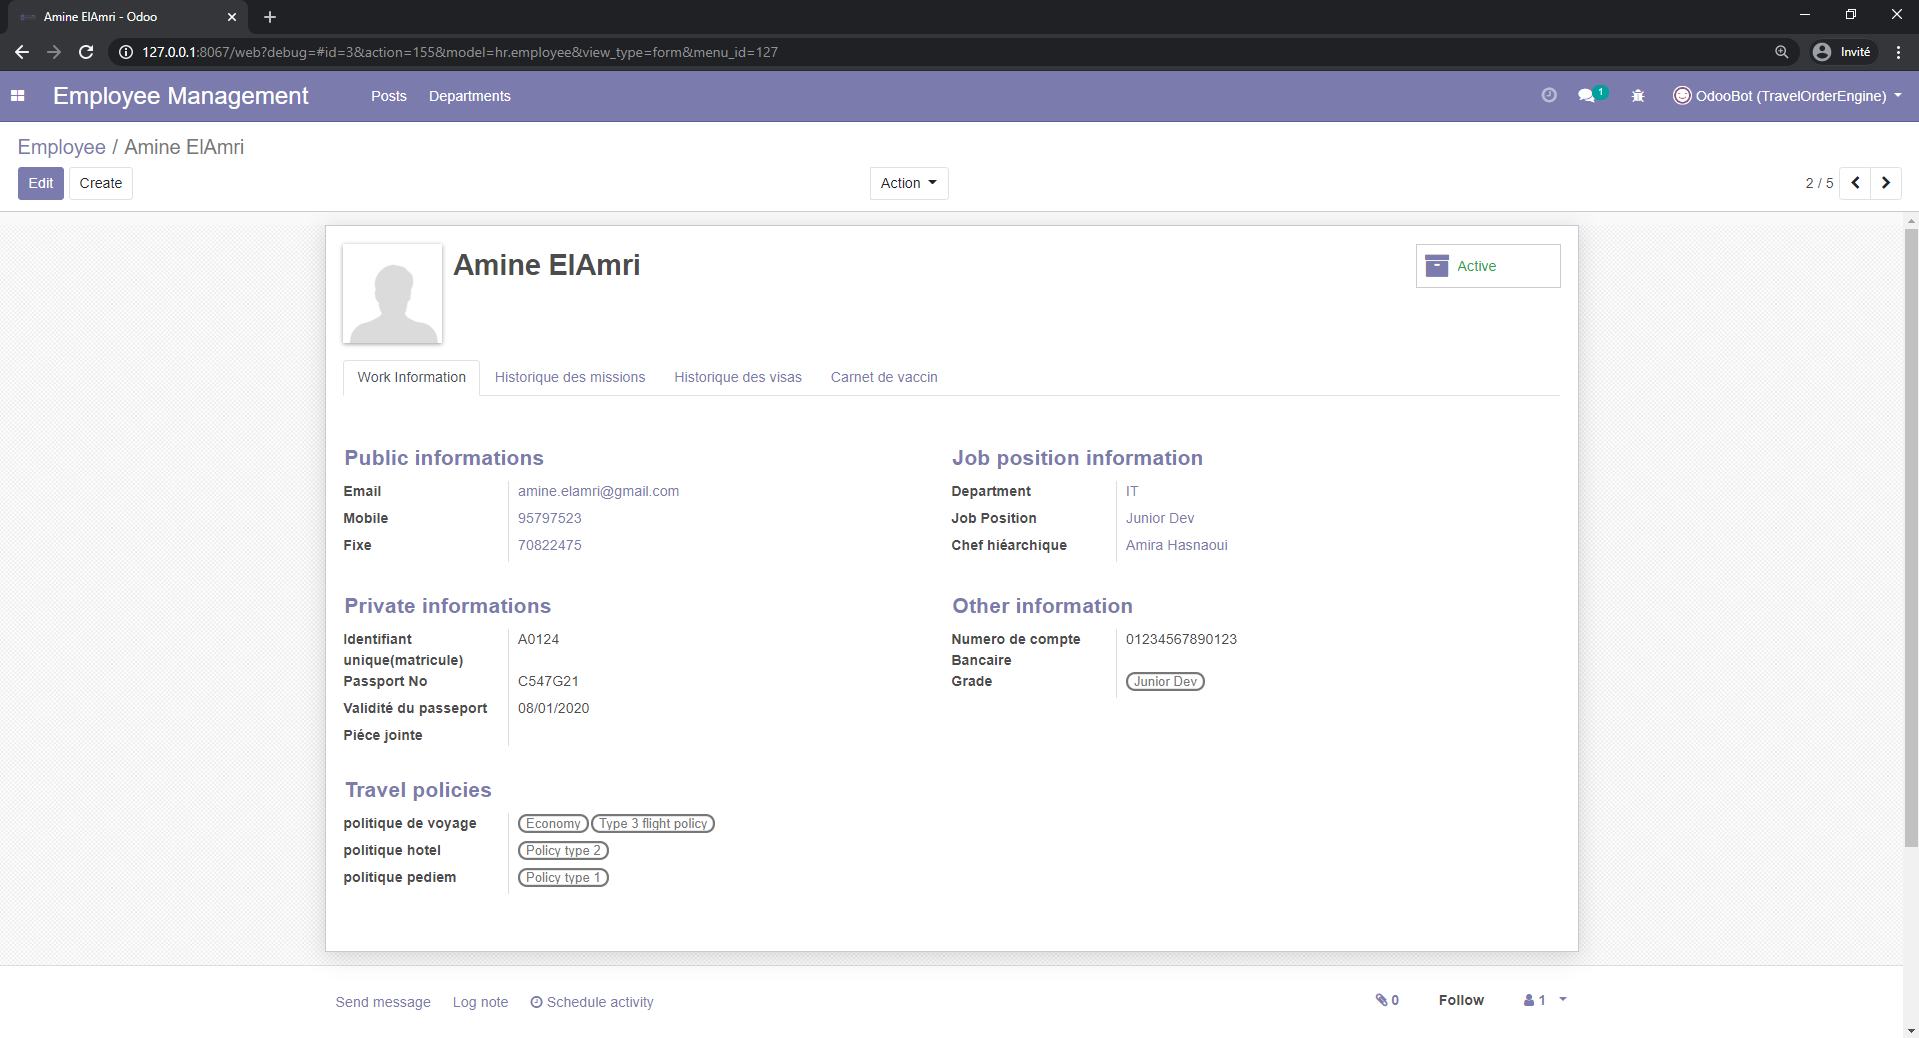 Amine ElAmri - Odoo
127.0.0.1:8067/web?debug=#id=3&action=155&model=hr.employee&view_type=form&menu_id=127
Invité
Employee Management Posts Departments 1 OdooBot (TravelOrderEngine)
Employee / Amine ElAmri
Edit Create Action 2 / 5
Amine ElAmri
Active
Work Information Historique des missions Historique des visas Carnet de vaccin
Public informations
Email amine.elamri@gmail.com
Mobile 95797523
Fixe 70822475
Job position information
Department IT
Job Position Junior Dev
Chef hiéarchique Amira Hasnaoui
Private informations
Identifiant A0124
unique(matricule)
Passport No C547G21
Validité du passeport 08/01/2020
Piéce jointe
Other information
Numero de compte 01234567890123
Bancaire
Grade Junior Dev
Travel policies
politique de voyage Economy Type 3 flight policy
politique hotel Policy type 2
politique pediem Policy type 1
Send message Log note Schedule activity 0 Follow 1